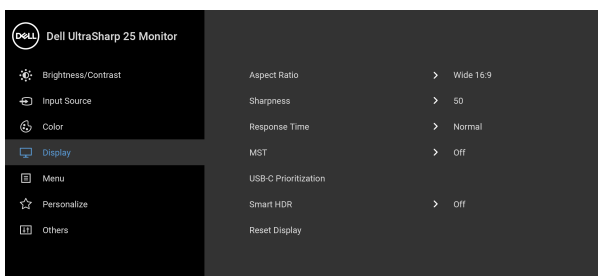 DELL Dell UltraSharp 25 Monitor
Brightness/Contrast
Input Source
Color
Display
Menu
Personalize
Others
Aspect Ratio > Wide 16:9
Sharpness > 50
Response Time > Normal
MST > Off
USB-C Prioritization
Smart HDR > Off
Reset Display